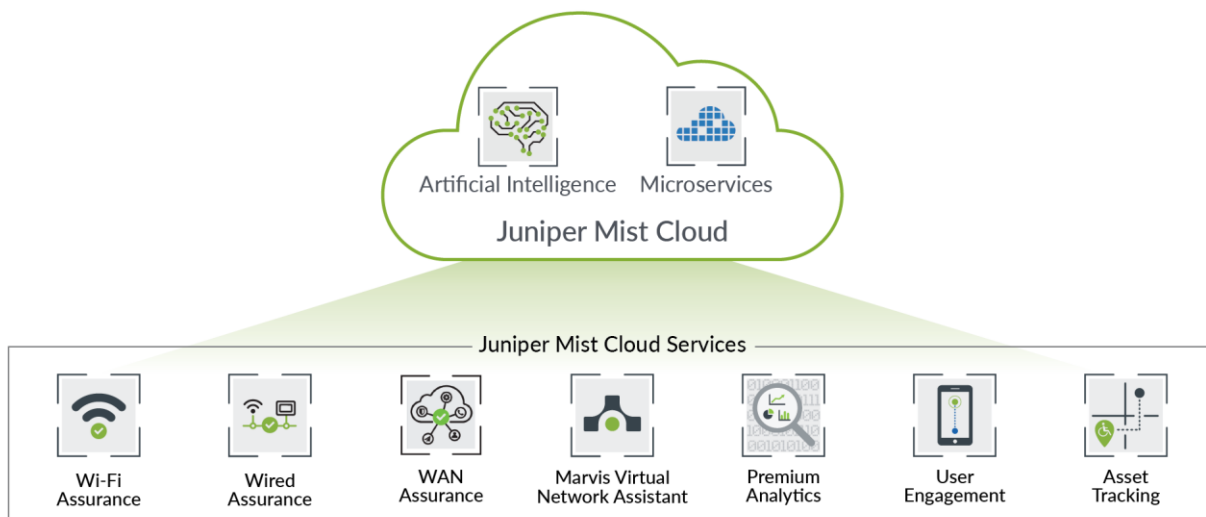 Artificial Intelligence
Microservices
Juniper Mist Cloud
Juniper Mist Cloud Services
Wi-Fi
Assurance
Wired
Assurance
WAN
Assurance
Marvis Virtual
Network Assistant
010001100
Premium
Analytics
User
Engagement
Asset
Tracking